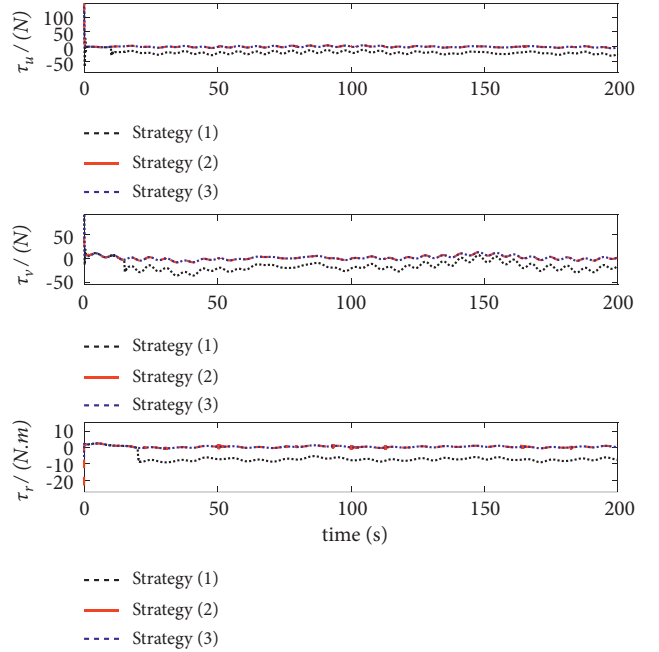 τu / (N)
100
50
0
-50
0
50
100
150
200
Strategy (1)
Strategy (2)
Strategy (3)
τv / (N)
50
0
-50
0
50
100
150
200
Strategy (1)
Strategy (2)
Strategy (3)
τr / (N.m)
10
0
-10
-20
0
50
100
150
200
time (s)
Strategy (1)
Strategy (2)
Strategy (3)